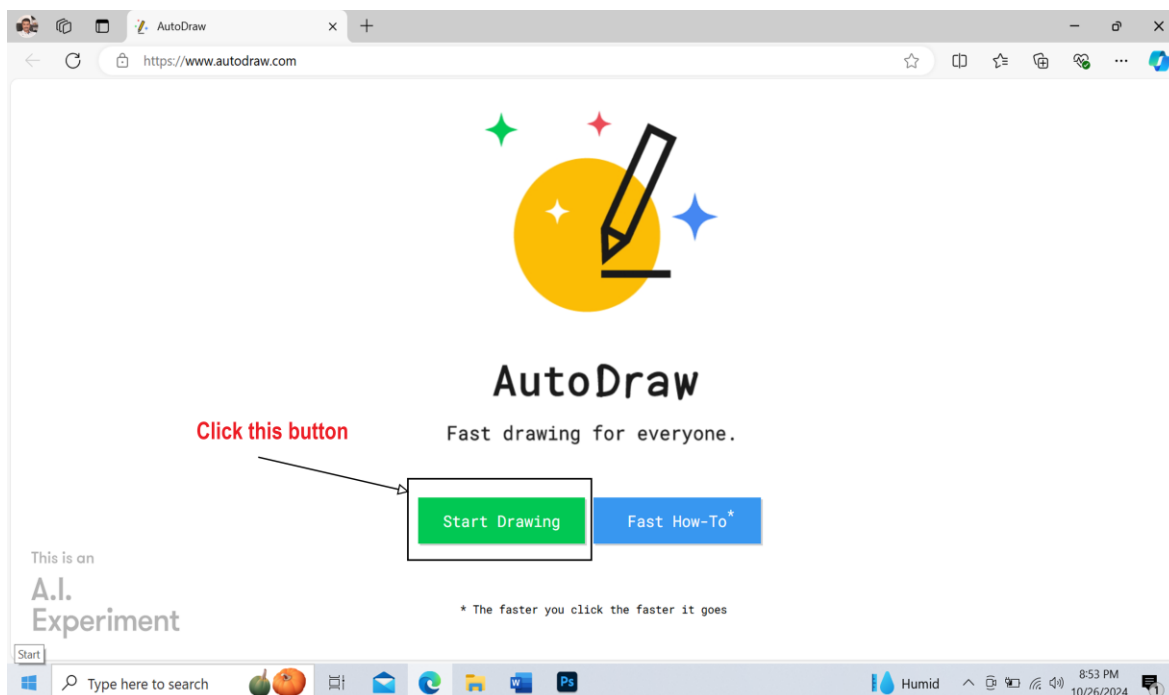 AutoDraw
https://www.autodraw.com
AutoDraw
Click this button
Fast drawing for everyone.
Start Drawing
Fast How-To*
This is an
A.I.
Experiment
* The faster you click the faster it goes
Start
Type here to search
W
Ps
Humid
8:53 PM
10/26/2024